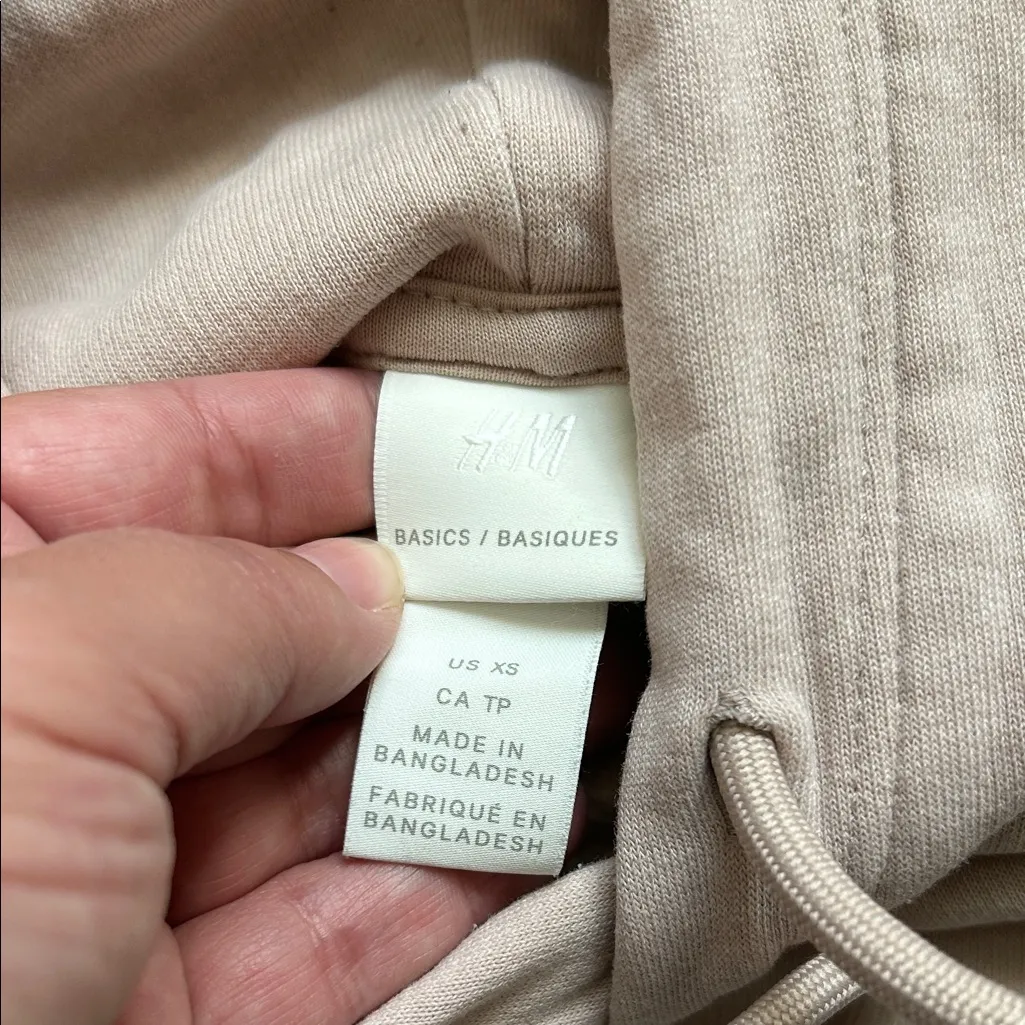 H&M
BASICS / BASIQUES
US XS
CA TP
MADE IN
BANGLADESH
FABRIQUÉ EN
BANGLADESH